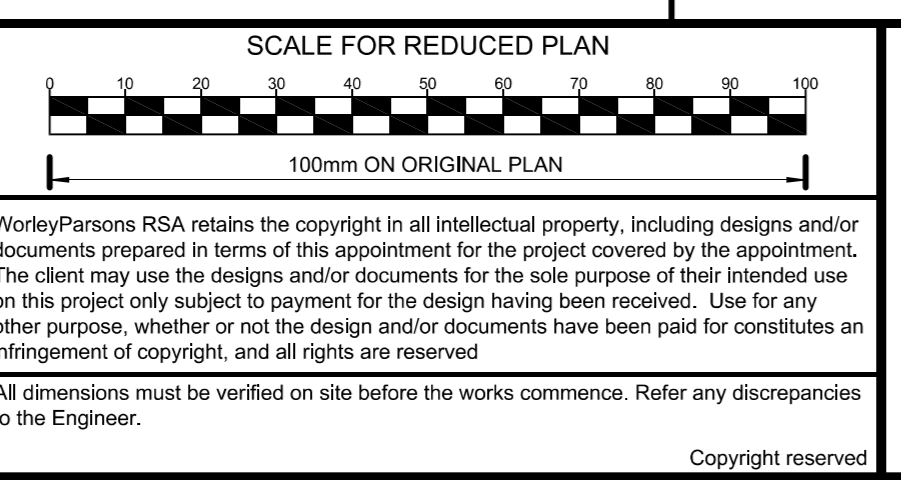 SCALE FOR REDUCED PLAN
0 10 20 30 40 50 60 70 80 90 100
100mm ON ORIGINAL PLAN
WorleyParsons RSA retains the copyright in all intellectual property, including designs and/or
documents prepared in terms of this appointment for the project covered by the appointment.
The client may use the designs and/or documents for the sole purpose of their intended use
on this project only subject to payment for the design having been received. Use for any
other purpose, whether or not the design and/or documents have been paid for constitutes an
infringement of copyright, and all rights are reserved
All dimensions must be verified on site before the works commence. Refer any discrepancies
to the Engineer.
Copyright reserved